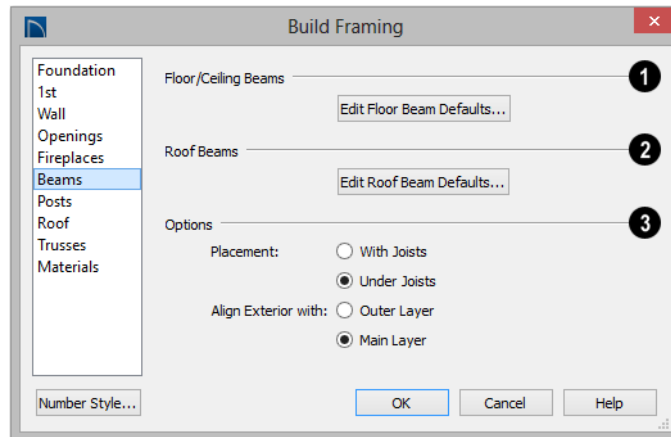 Build Framing
Foundation
1st
Wall
Openings
Fireplaces
Beams
Posts
Roof
Trusses
Materials
Number Style...
Floor/Ceiling Beams 1
Edit Floor Beam Defaults...
Roof Beams 2
Edit Roof Beam Defaults...
Options 3
Placement: With Joists
Under Joists
Align Exterior with: Outer Layer
Main Layer
OK Cancel Help